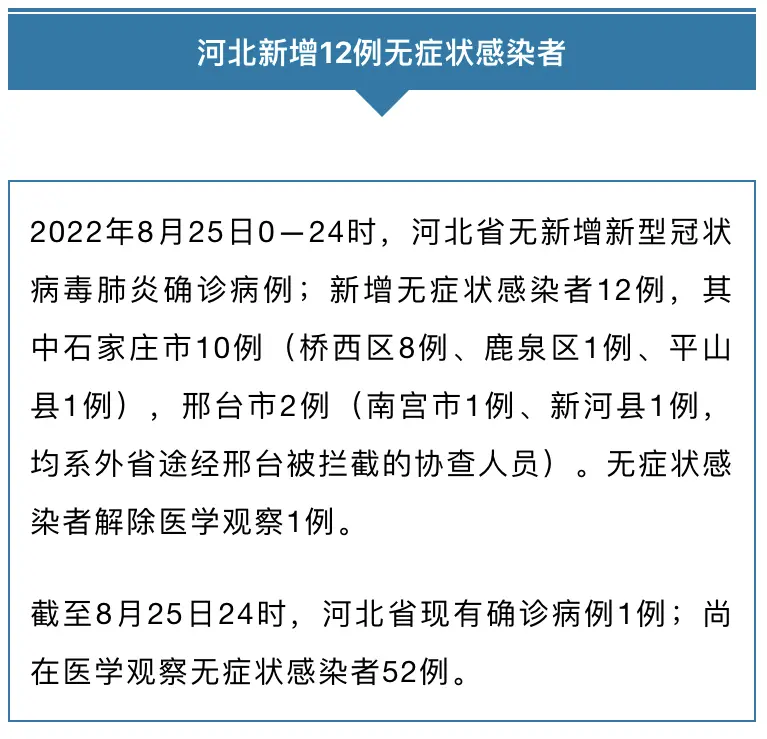 河北新增12例无症状感染者
2022年8月25日0—24时，河北省无新增新型冠状
病毒肺炎确诊病例；新增无症状感染者12例，其
中石家庄市10例（桥西区8例、鹿泉区1例、平山
县1例），邢台市2例（南宫市1例、新河县1例，
均系外省途经邢台被拦截的协查人员）。无症状感
染者解除医学观察1例。
截至8月25日24时，河北省现有确诊病例1例；尚
在医学观察无症状感染者52例。